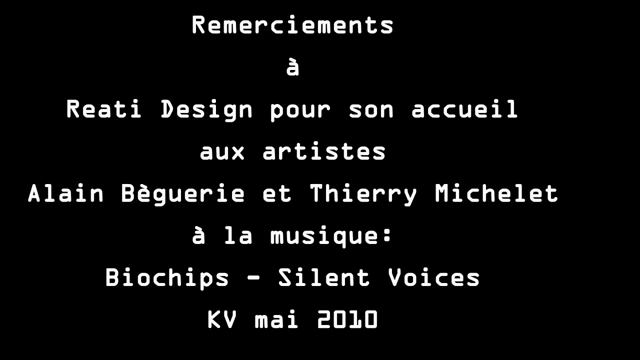 Remerciements
à
Reati Design pour son accueil
aux artistes
Alain Bèguerie et Thierry Michelet
à la musique:
Biochips - Silent Voices
KV mai 2010